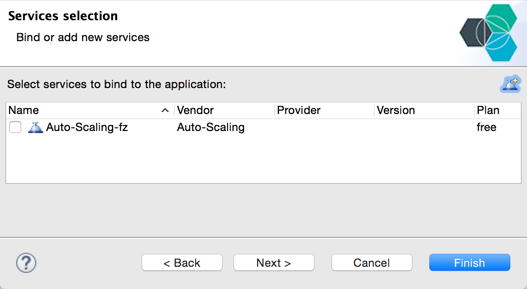 Services selection
Bind or add new services
Select services to bind to the application:
Name Vendor Provider Version Plan
Auto-Scaling-fz Auto-Scaling free
? < Back Next > Cancel Finish